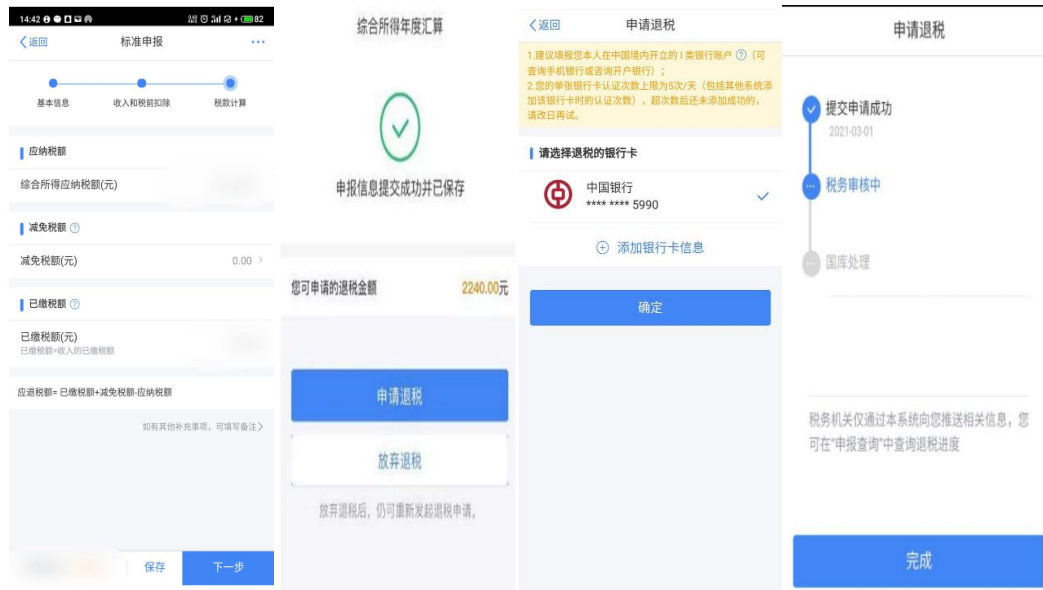 14:42
82
返回
标准申报
基本信息
收入和税前扣除
税款计算
应纳税额
综合所得应纳税额(元)
减免税额
减免税额(元)
0.00
已缴税额
已缴税额(元)
已缴税额=收入的已缴税额
应退税额= 已缴税额+减免税额-应纳税额
如有其他补充事项，可填写备注
保存
下一步
综合所得年度汇算
申报信息提交成功并已保存
您可申请的退税金额
2240.00元
申请退税
放弃退税
放弃退税后，仍可重新发起退税申请。
返回
申请退税
1.建议填报您本人在中国境内开立的 I 类银行账户 （可
查询手机银行或咨询开户银行）；
2.您的单张银行卡认证次数上限为5次/天（包括其他系统添
加该银行卡时的认证次数），超次数后还未添加成功的，
请改日再试。
请选择退税的银行卡
中国银行
**** **** 5990
添加银行卡信息
确定
申请退税
提交申请成功
2021-03-01
税务审核中
国库处理
税务机关仅通过本系统向您推送相关信息，您
可在“申报查询”中查询退税进度
完成